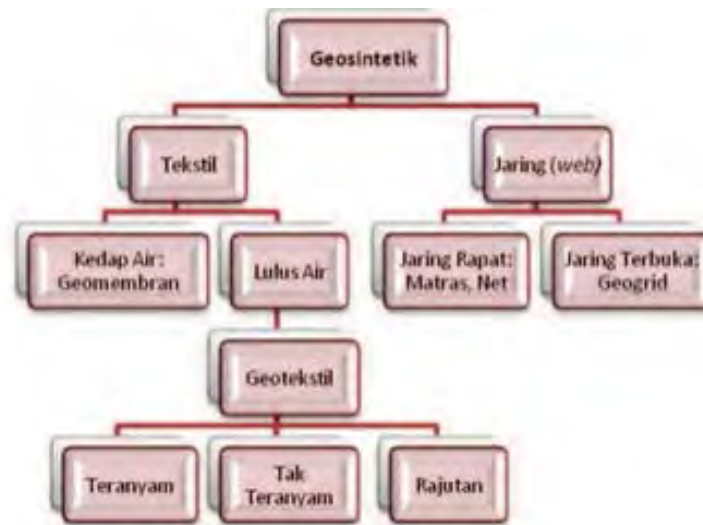 Geosintetik
Tekstil
Jaring (web)
Kedap Air:
Geomembran
Lulus Air
Jaring Rapat:
Matras, Net
Jaring Terbuka:
Geogrid
Geotekstil
Teranyam
Tak
Teranyam
Rajutan